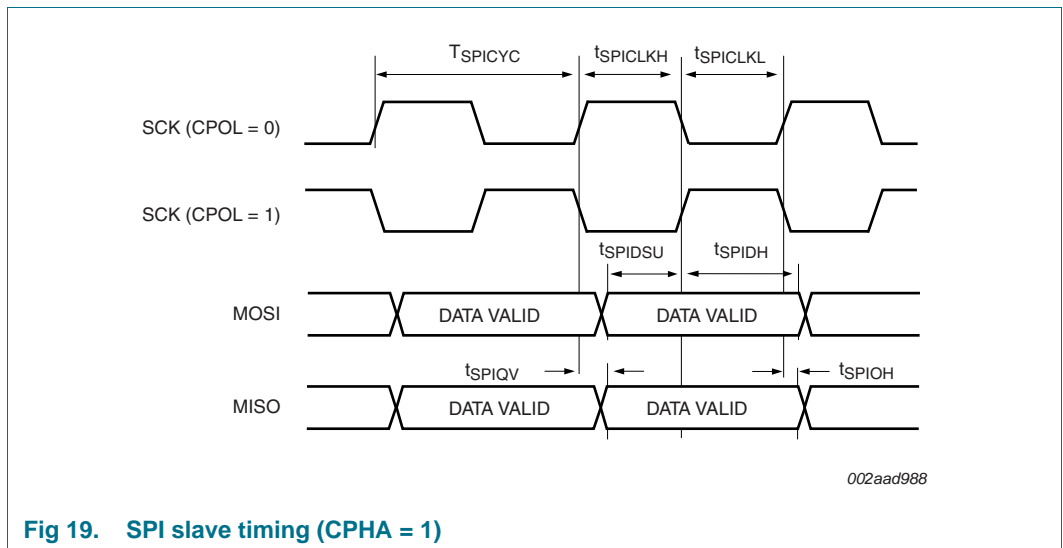 TSPICYC tSPICLKH tSPICLKL
SCK (CPOL = 0)
SCK (CPOL = 1)
tSPIDSU tSPIDH
MOSI DATA VALID DATA VALID
tSPIQV tSPIOH
MISO DATA VALID DATA VALID
002aad988
Fig 19. SPI slave timing (CPHA = 1)